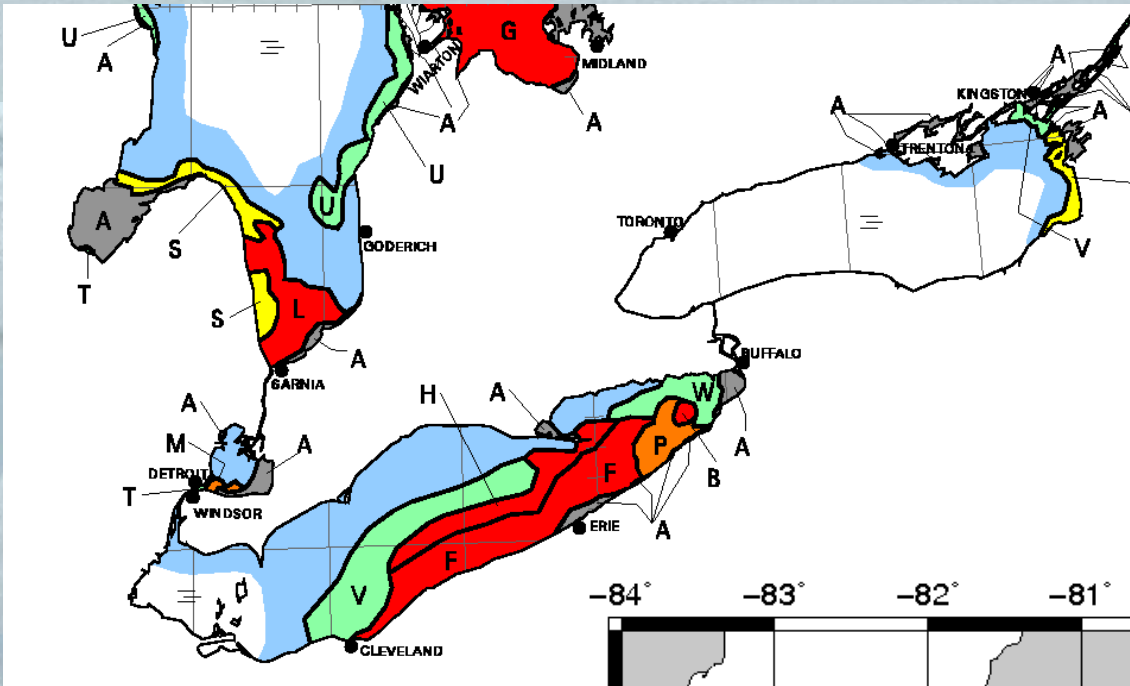 U
A
WIARTON
G
MIDLAND
A
A
U
U
A
T
S
GODERICH
S
L
A
SARNIA
A
KINGSTON
A
A
TRENTON
TORONTO
V
BUFFALO
A
M
A
DETROIT
T
WINDSOR
H
A
W
P
F
B
A
A
ERIE
F
V
CLEVELAND
-84° -83° -82° -81°